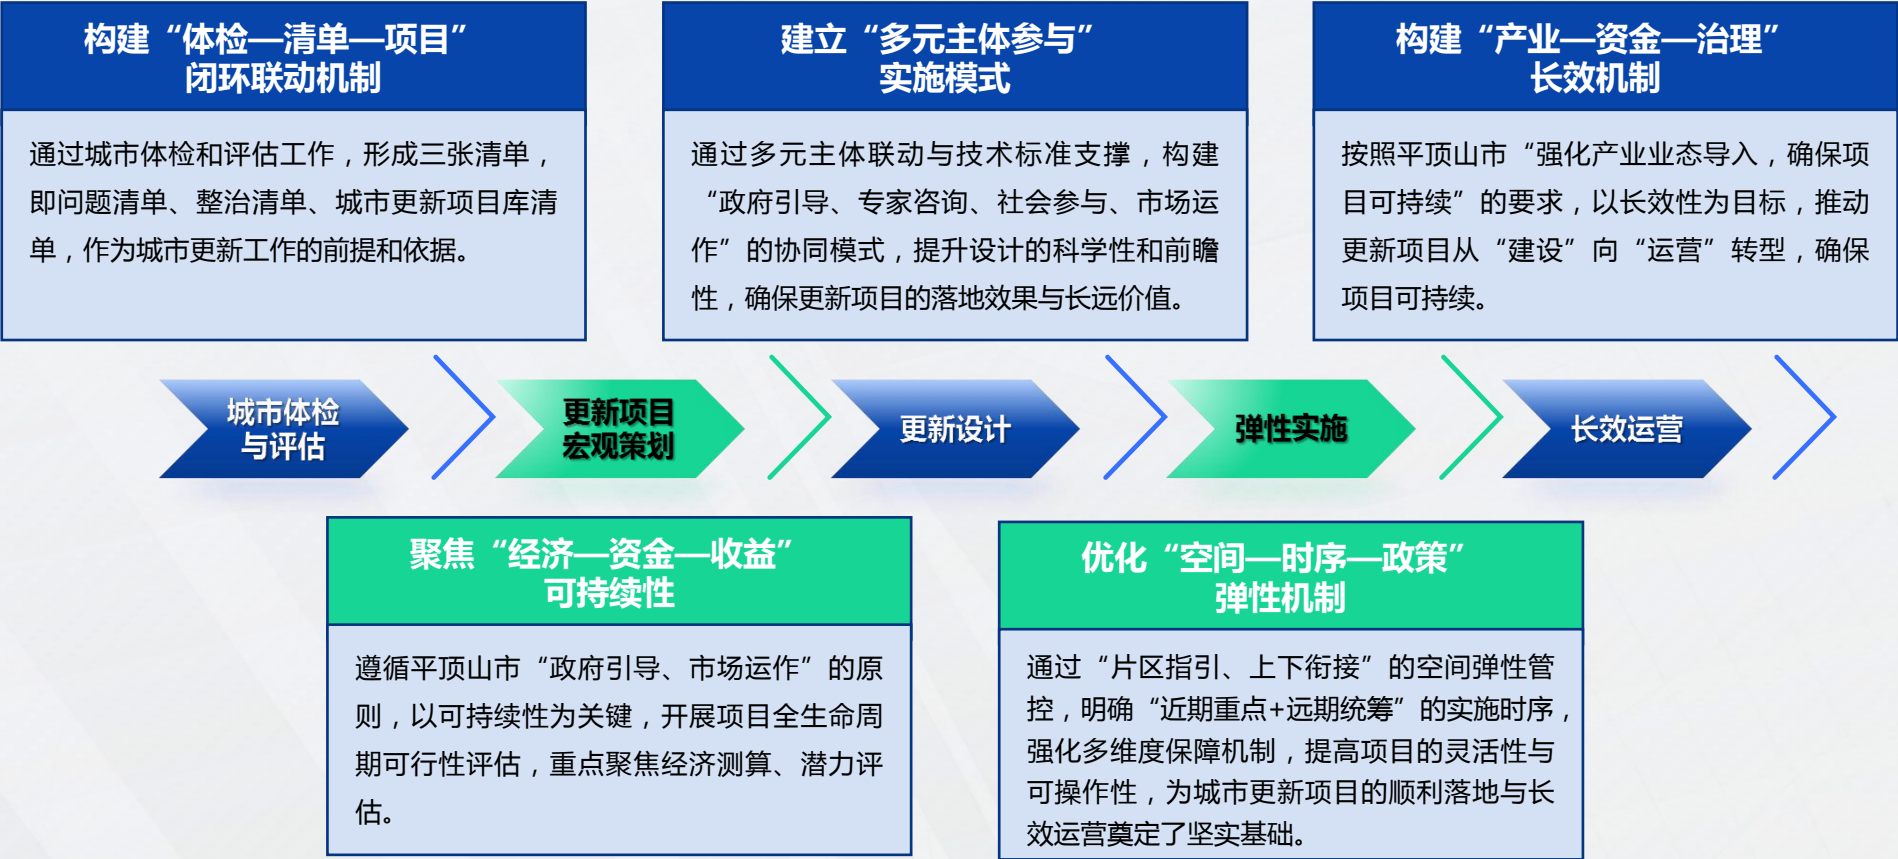 构建“体检—清单—项目”
闭环联动机制
通过城市体检和评估工作，形成三张清单，
即问题清单、整治清单、城市更新项目库清
单，作为城市更新工作的前提和依据。
建立“多元主体参与”
实施模式
通过多元主体联动与技术标准支撑，构建
“政府引导、专家咨询、社会参与、市场运
作”的协同模式，提升设计的科学性和前瞻
性，确保更新项目的落地效果与长远价值。
构建“产业—资金—治理”
长效机制
按照平顶山市“强化产业业态导入，确保项
目可持续”的要求，以长效性为目标，推动
更新项目从“建设”向“运营”转型，确保
项目可持续。
城市体检
与评估
更新项目
宏观策划
更新设计
弹性实施
长效运营
聚焦“经济—资金—收益”
可持续性
遵循平顶山市“政府引导、市场运作”的原
则，以可持续性为关键，开展项目全生命周
期可行性评估，重点聚焦经济测算、潜力评
估。
优化“空间—时序—政策”
弹性机制
通过“片区指引、上下衔接”的空间弹性管
控，明确“近期重点+远期统筹”的实施时序，
强化多维度保障机制，提高项目的灵活性与
可操作性，为城市更新项目的顺利落地与长
效运营奠定了坚实基础。